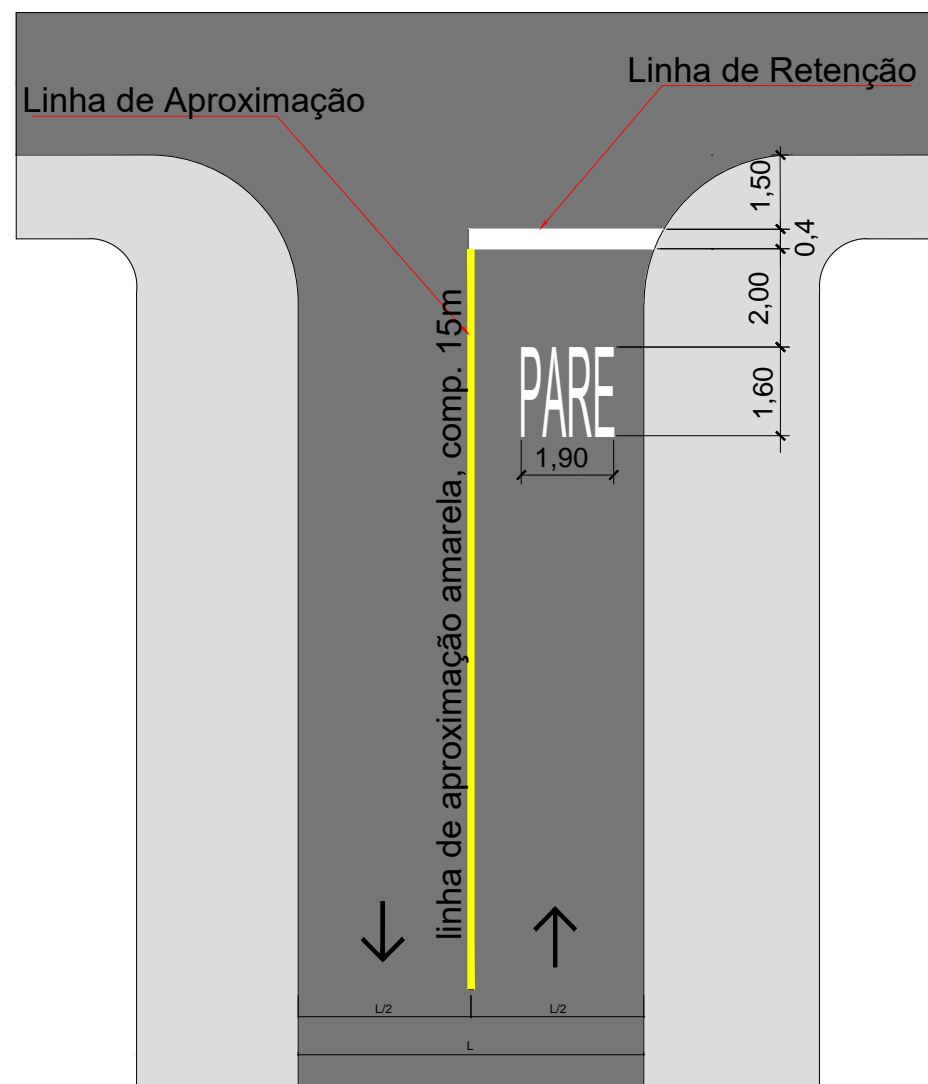 Linha de Retenção
Linha de Aproximação
1,50
0,4
2,00
linha de aproximação amarela, comp. 15m
PARE
1,60
1,90
L/2
L/2
L